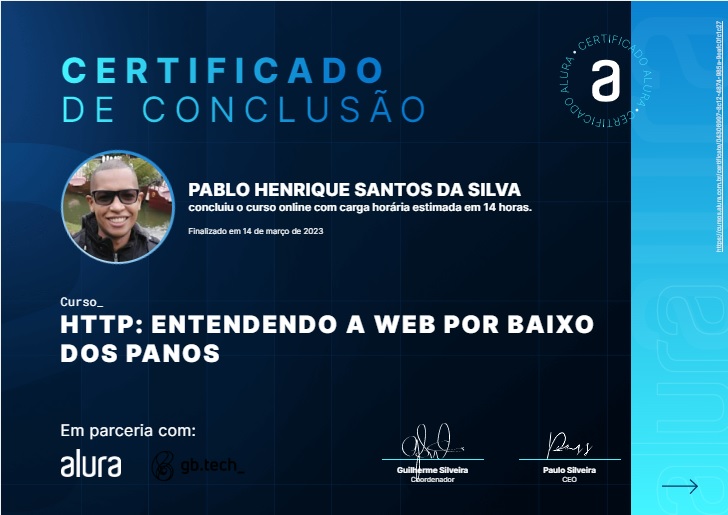 CERTIFICADO
DE CONCLUSÃO
ALURA • CERTIFICADO ALURA • CERTIFICADO
a
PABLO HENRIQUE SANTOS DA SILVA
concluiu o curso online com carga horária estimada em 14 horas.
Finalizado em 14 de março de 2023
Curso_
HTTP: ENTENDENDO A WEB POR BAIXO
DOS PANOS
Em parceria com:
alura
gb.tech_
Guilherme Silveira
Coordenador
Paulo Silveira
CEO
alura